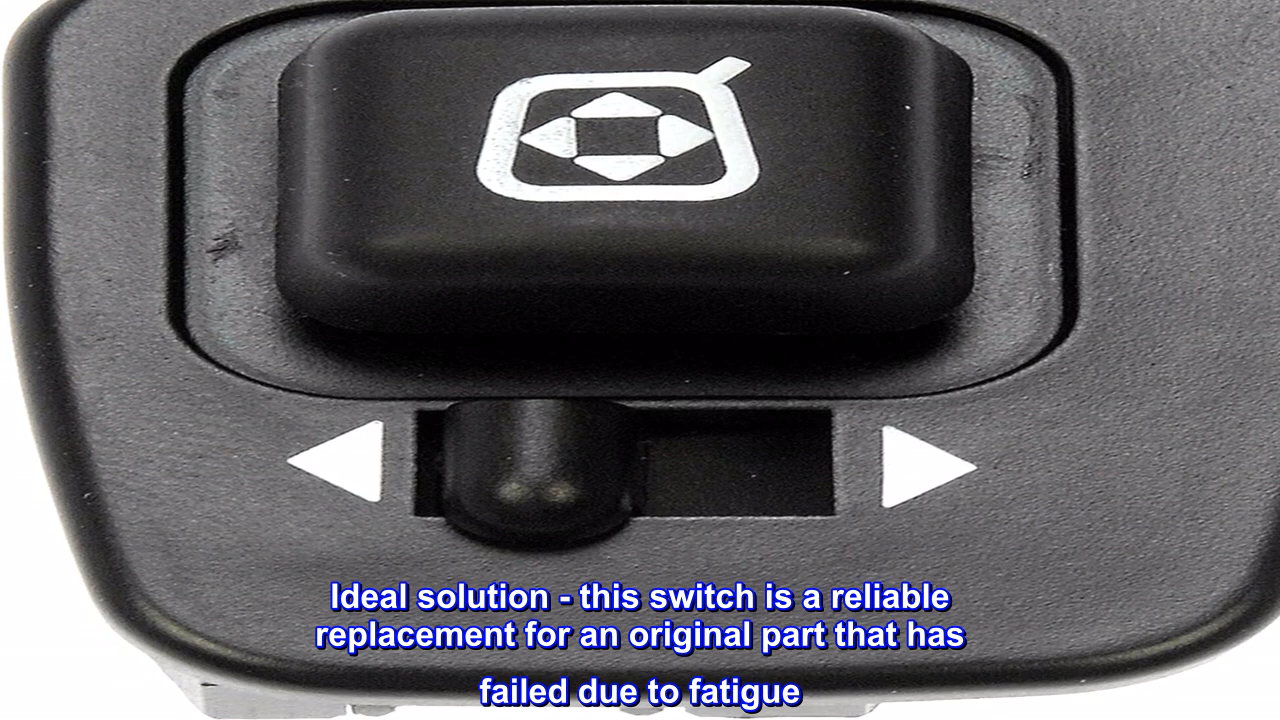 Ideal solution - this switch is a reliable
replacement for an original part that has
failed due to fatigue